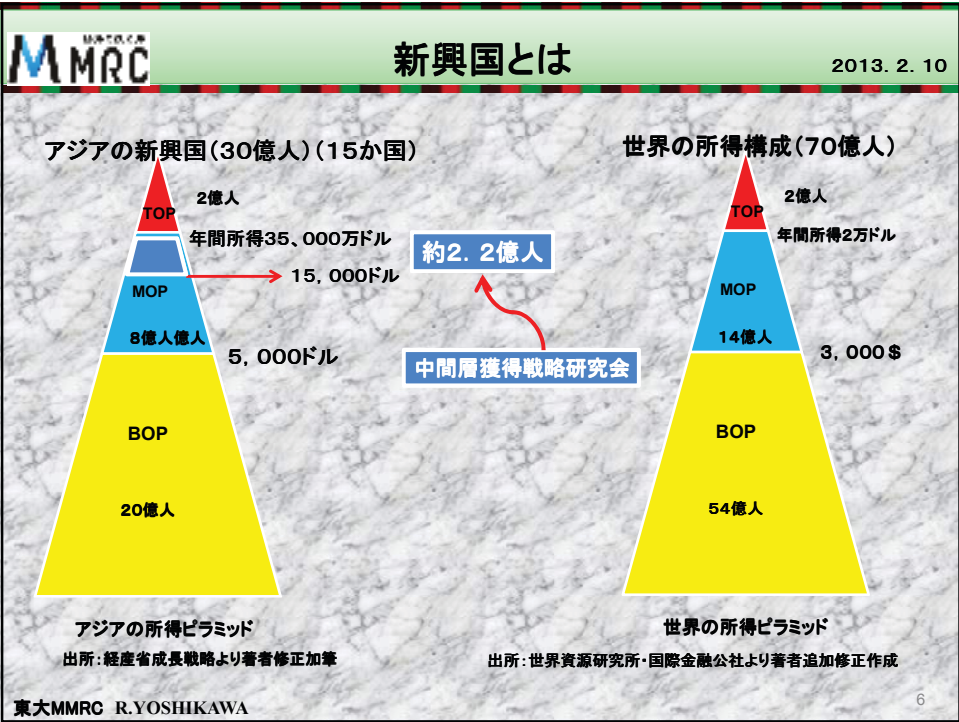 MMRC
新興国とは
2013. 2. 10
アジアの新興国（30億人）（15か国）
2億人
TOP
年間所得35、000万ドル
15，000ドル
MOP
8億人億人
5，000ドル
BOP
20億人
アジアの所得ピラミッド
出所：経産省成長戦略より著者修正加筆
約2．2億人
中間層獲得戦略研究会
世界の所得構成（70億人）
2億人
TOP
年間所得2万ドル
MOP
14億人
3，000＄
BOP
54億人
世界の所得ピラミッド
出所：世界資源研究所・国際金融公社より著者追加修正作成
東大MMRC R.YOSHIKAWA
6